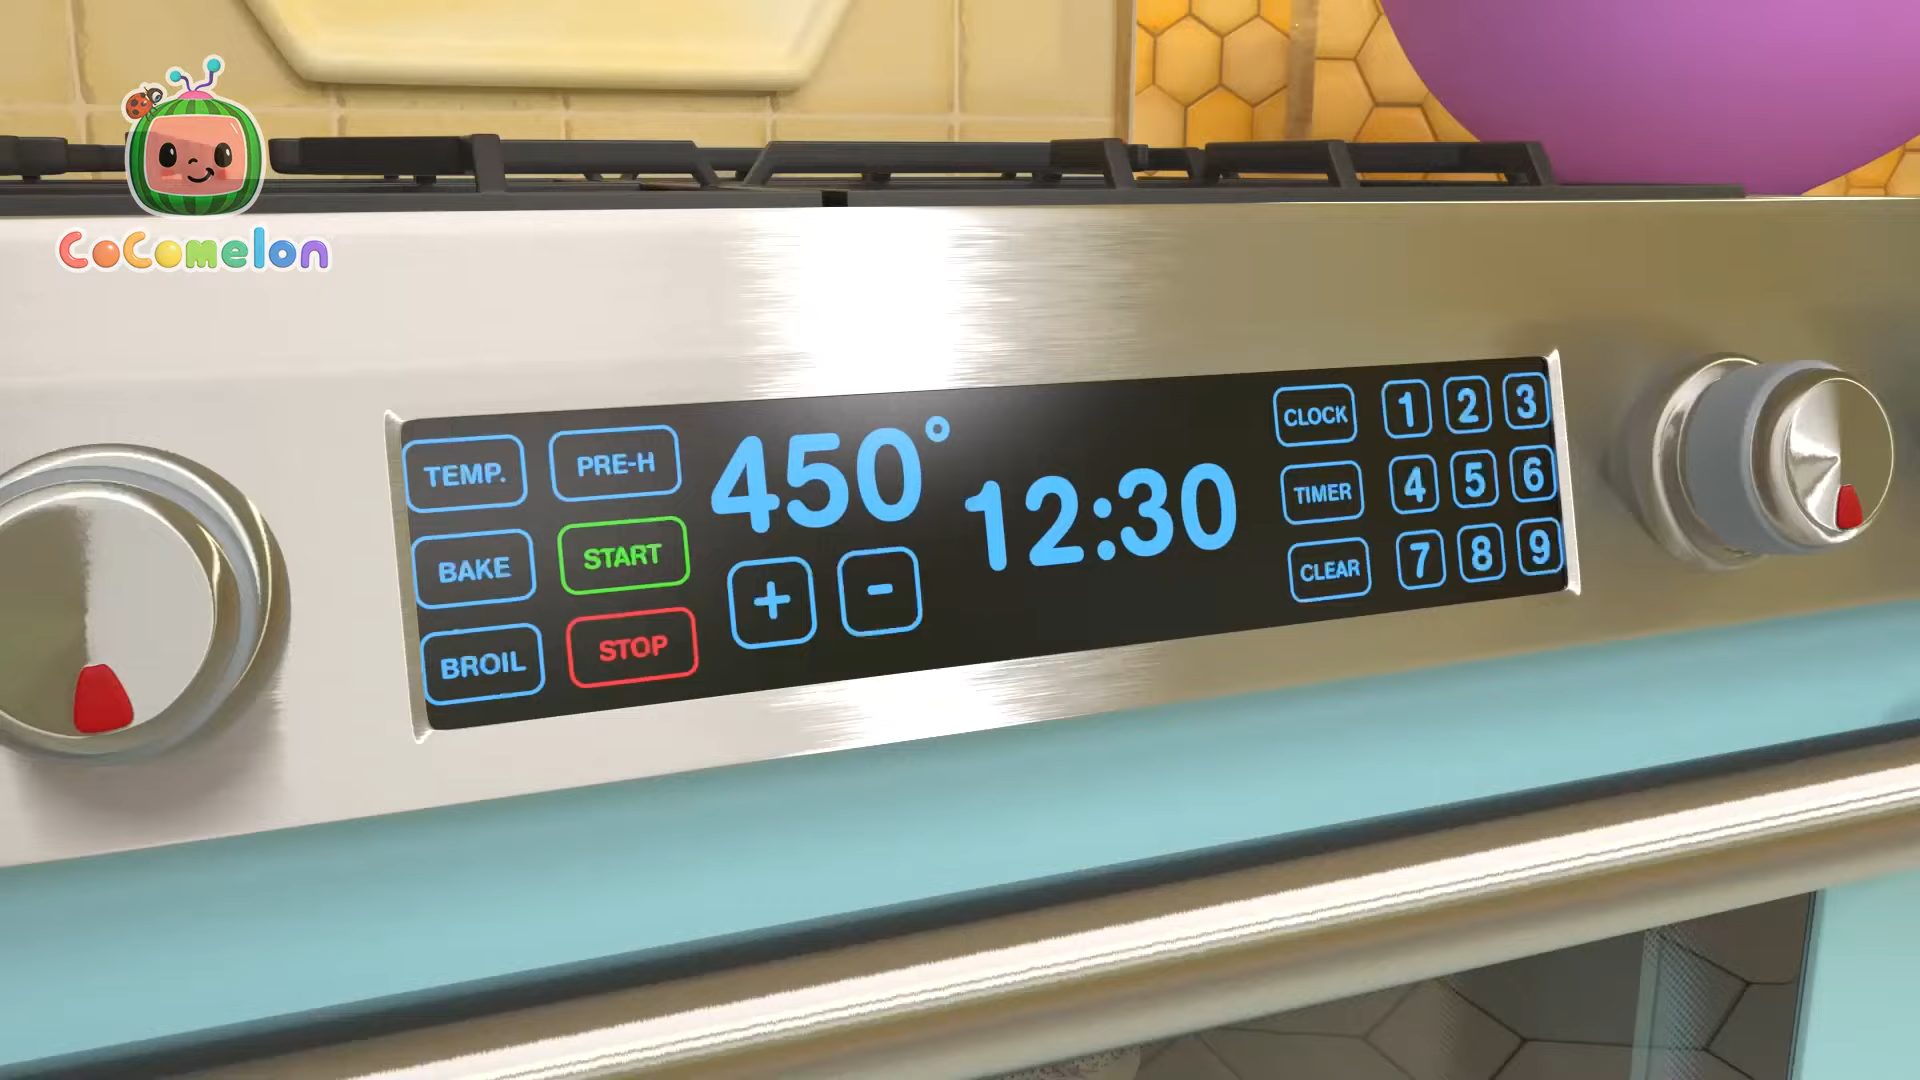 CoComelon
TEMP.
PRE-H
450°
12:30
CLOCK
1 2 3
BAKE
START
+ -
TIMER
4 5 6
BROIL
STOP
CLEAR
7 8 9